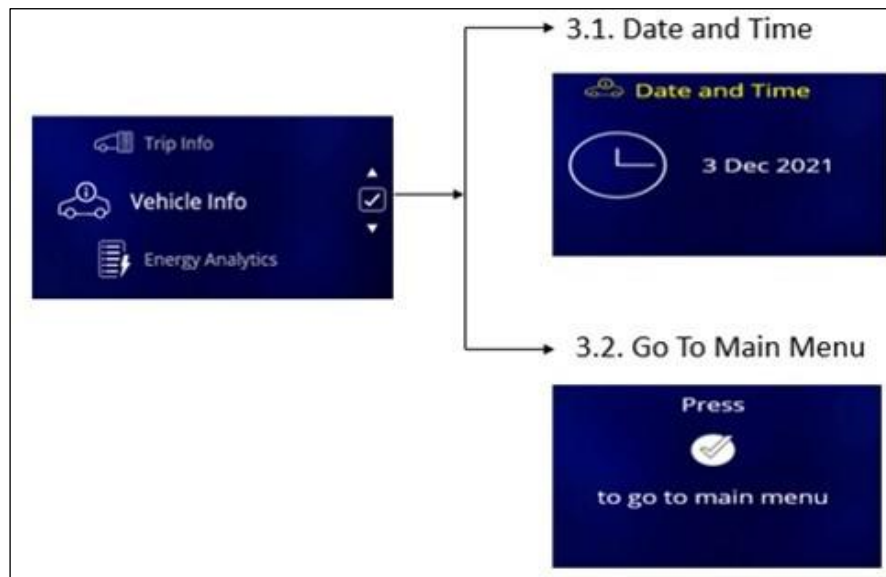 3.1. Date and Time
Date and Time
3 Dec 2021
Trip Info
Vehicle Info
Energy Analytics
3.2. Go To Main Menu
Press
to go to main menu